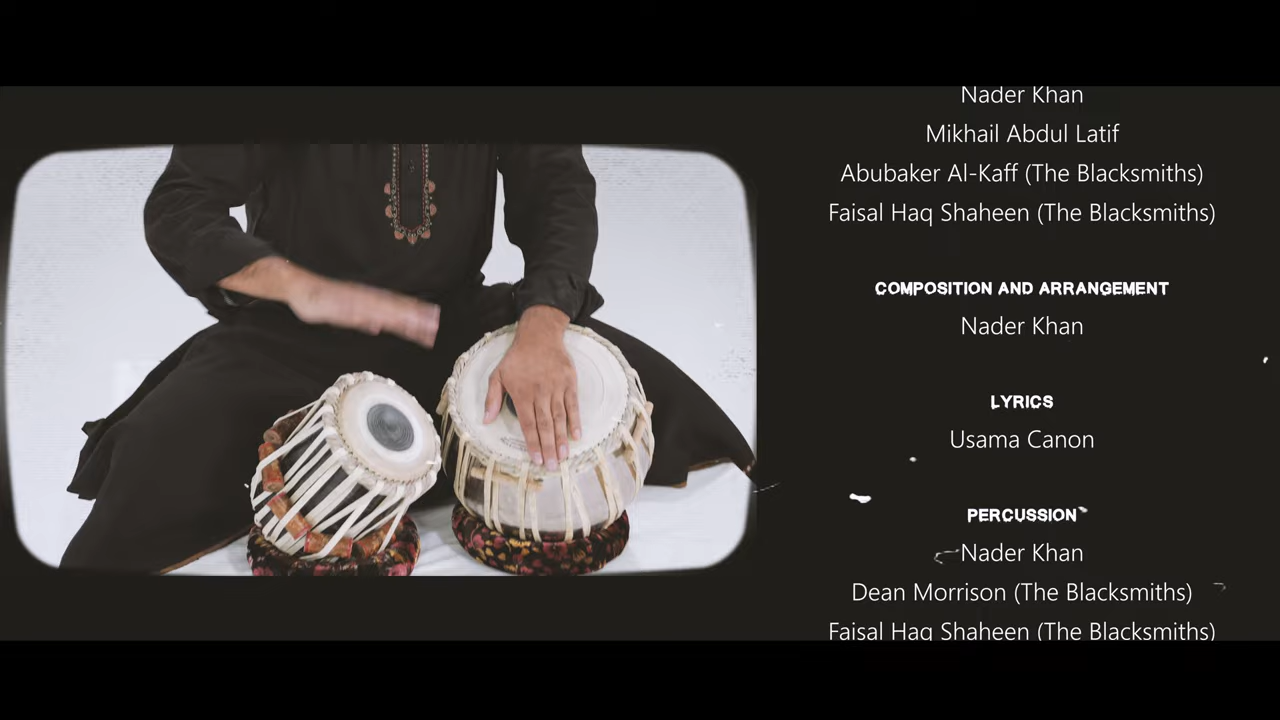 Nader Khan
Mikhail Abdul Latif
Abubaker Al-Kaff (The Blacksmiths)
Faisal Haq Shaheen (The Blacksmiths)
COMPOSITION AND ARRANGEMENT
Nader Khan
LYRICS
Usama Canon
PERCUSSION
Nader Khan
Dean Morrison (The Blacksmiths)
Faisal Haq Shaheen (The Blacksmiths)